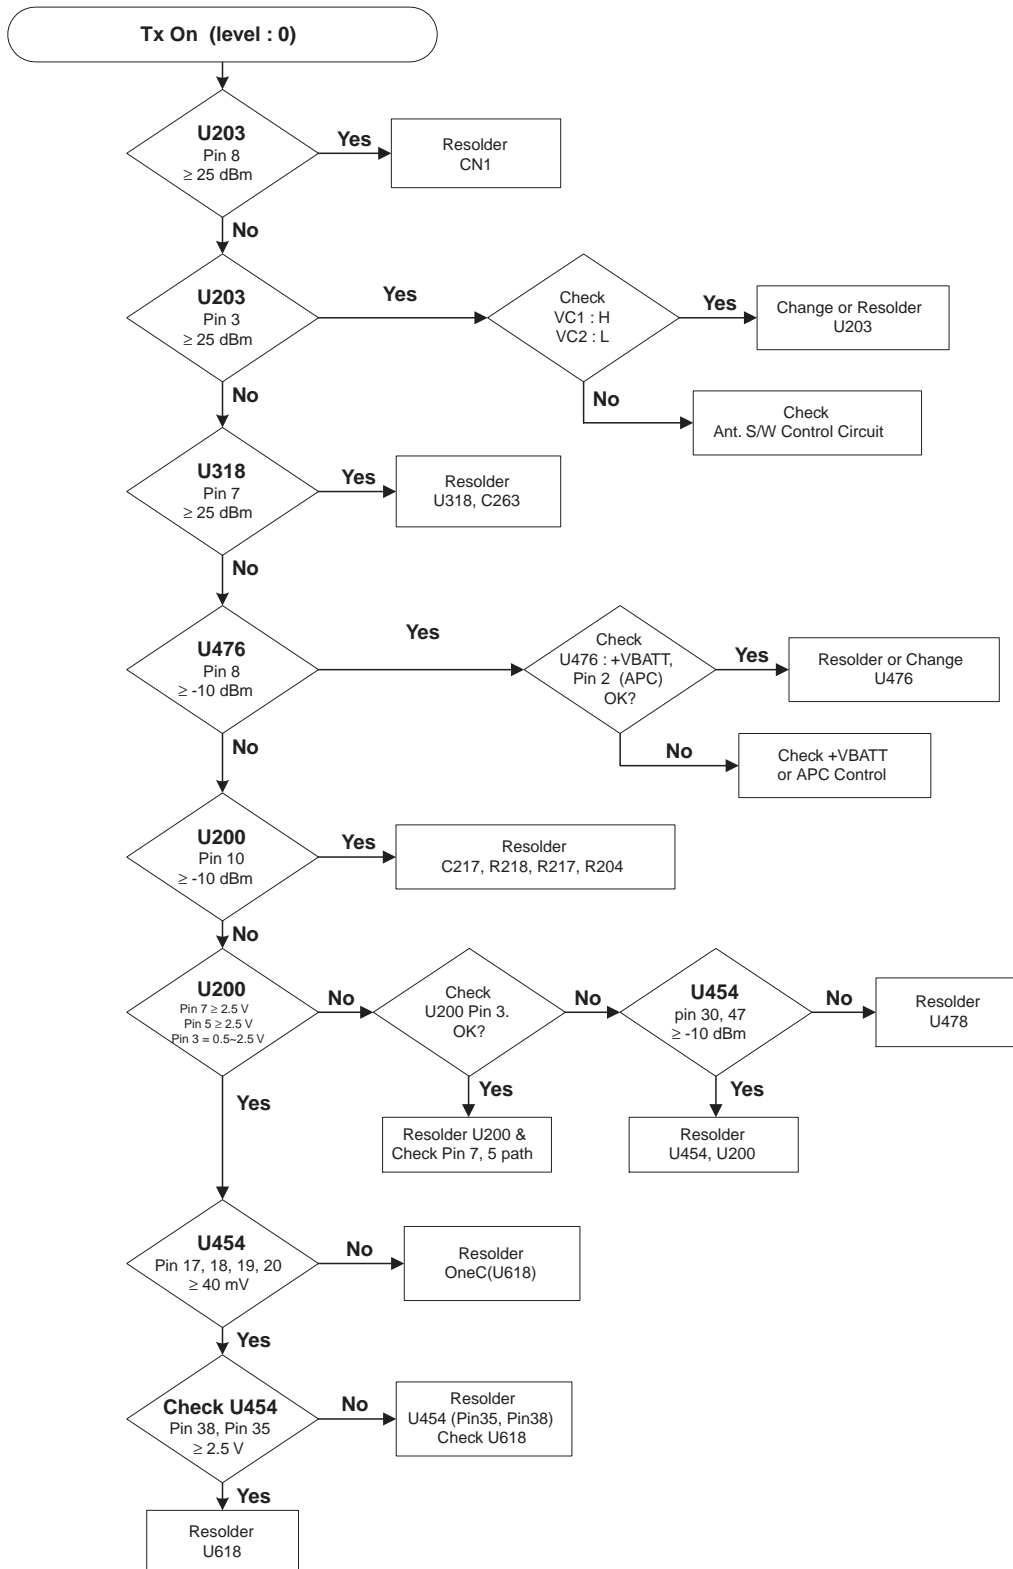 Tx On (level : 0)
U203
Pin 8
≥ 25 dBm
Yes
Resolder
CN1
No
U203
Pin 3
≥ 25 dBm
Yes
Check
VC1 : H
VC2 : L
Yes
Change or Resolder
U203
No
Check
Ant. S/W Control Circuit
No
U318
Pin 7
≥ 25 dBm
Yes
Resolder
U318, C263
No
U476
Pin 8
≥ -10 dBm
Yes
Check
U476 : +VBATT,
Pin 2 (APC)
OK?
Yes
Resolder or Change
U476
No
Check +VBATT
or APC Control
No
U200
Pin 10
≥ -10 dBm
Yes
Resolder
C217, R218, R217, R204
No
U200
Pin 7 ≥ 2.5 V
Pin 5 ≥ 2.5 V
Pin 3 = 0.5~2.5 V
No
Check
U200 Pin 3.
OK?
No
U454
pin 30, 47
≥ -10 dBm
No
Resolder
U478
Yes
Yes
Yes
Resolder U200 &
Check Pin 7, 5 path
Resolder
U454, U200
U454
Pin 17, 18, 19, 20
≥ 40 mV
No
Resolder
OneC(U618)
Yes
Check U454
Pin 38, Pin 35
≥ 2.5 V
No
Resolder
U454 (Pin35, Pin38)
Check U618
Yes
Resolder
U618